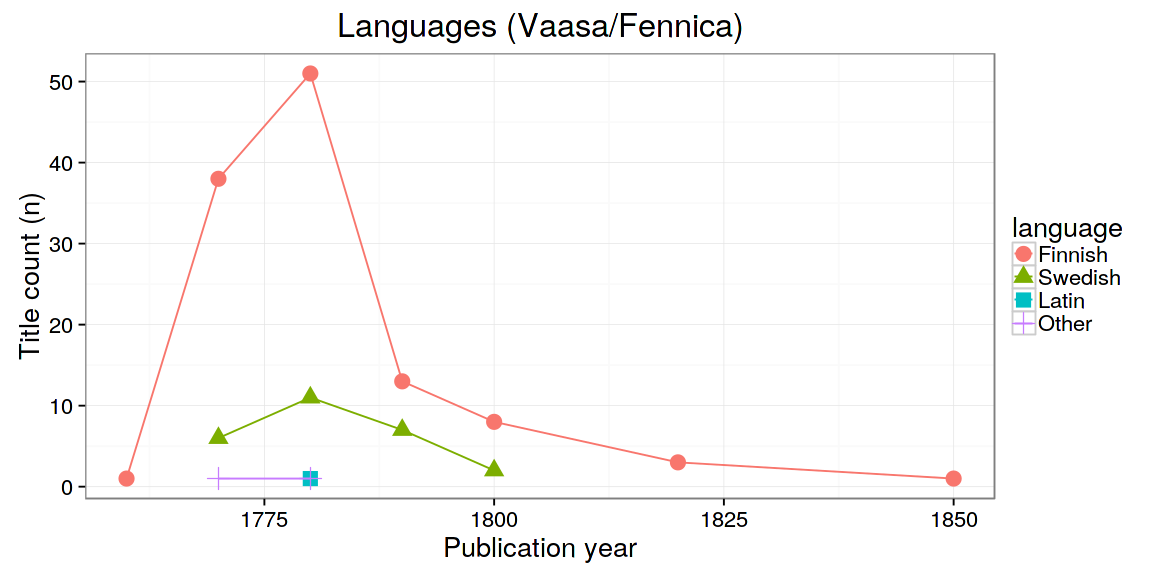 Languages (Vaasa/Fennica)
Title count (n)
50
40
30
20
10
0
1775
1800
1825
1850
Publication year
language
Finnish
Swedish
Latin
Other